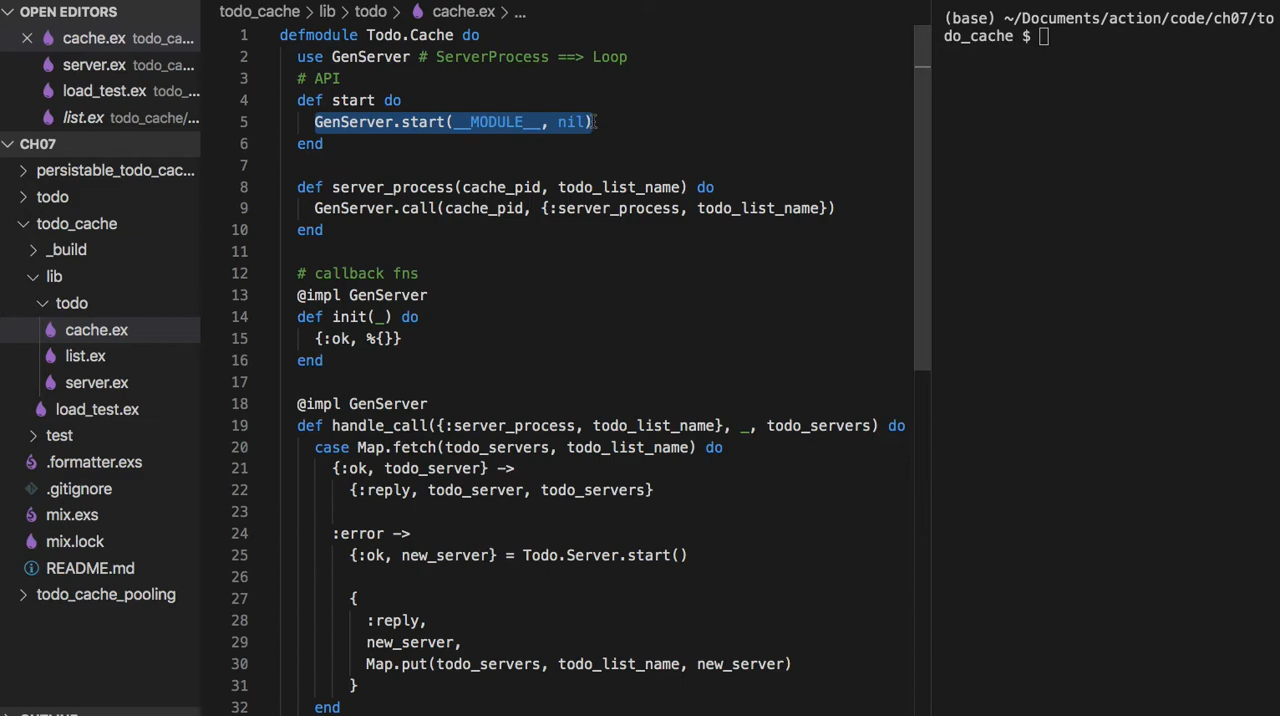 OPEN EDITORS
cache.ex todo_ca...
server.ex todo_ca...
load_test.ex todo_...
list.ex todo_cache/...
CH07
persistable_todo_cac...
todo
todo_cache
_build
lib
todo
cache.ex
list.ex
server.ex
load_test.ex
test
.formatter.exs
.gitignore
mix.exs
mix.lock
README.md
todo_cache_pooling
todo_cache > lib > todo > cache.ex > ...
1 defmodule Todo.Cache do
2 use GenServer # ServerProcess ==> Loop
3 # API
4 def start do
5 GenServer.start(__MODULE__, nil)
6 end
7
8 def server_process(cache_pid, todo_list_name) do
9 GenServer.call(cache_pid, {:server_process, todo_list_name})
10 end
11
12 # callback fns
13 @impl GenServer
14 def init(_) do
15 {:ok, %{}}
16 end
17
18 @impl GenServer
19 def handle_call({:server_process, todo_list_name}, _, todo_servers) do
20 case Map.fetch(todo_servers, todo_list_name) do
21 {:ok, todo_server} ->
22 {:reply, todo_server, todo_servers}
23
24 :error ->
25 {:ok, new_server} = Todo.Server.start()
26
27 {
28 :reply,
29 new_server,
30 Map.put(todo_servers, todo_list_name, new_server)
31 }
32 end
(base) ~/Documents/action/code/ch07/to
do_cache $